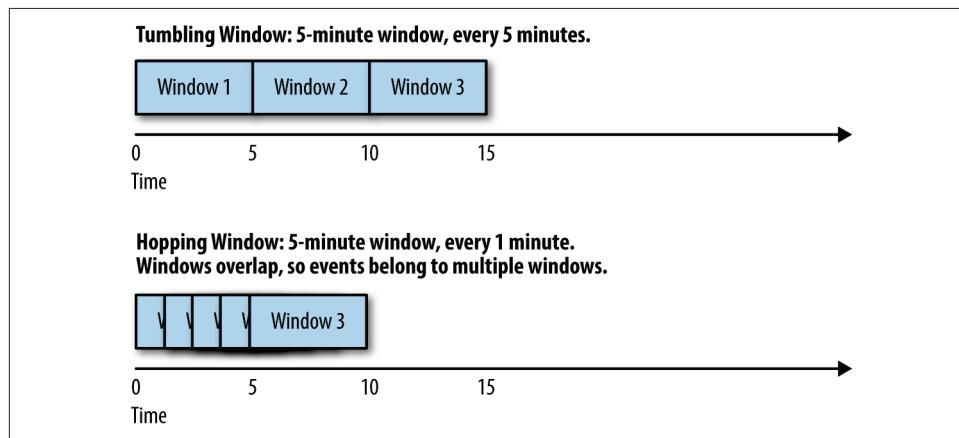 Tumbling Window: 5-minute window, every 5 minutes.
Window 1 Window 2 Window 3
0 5 10 15
Time
Hopping Window: 5-minute window, every 1 minute.
Windows overlap, so events belong to multiple windows.
Window 3
0 5 10 15
Time